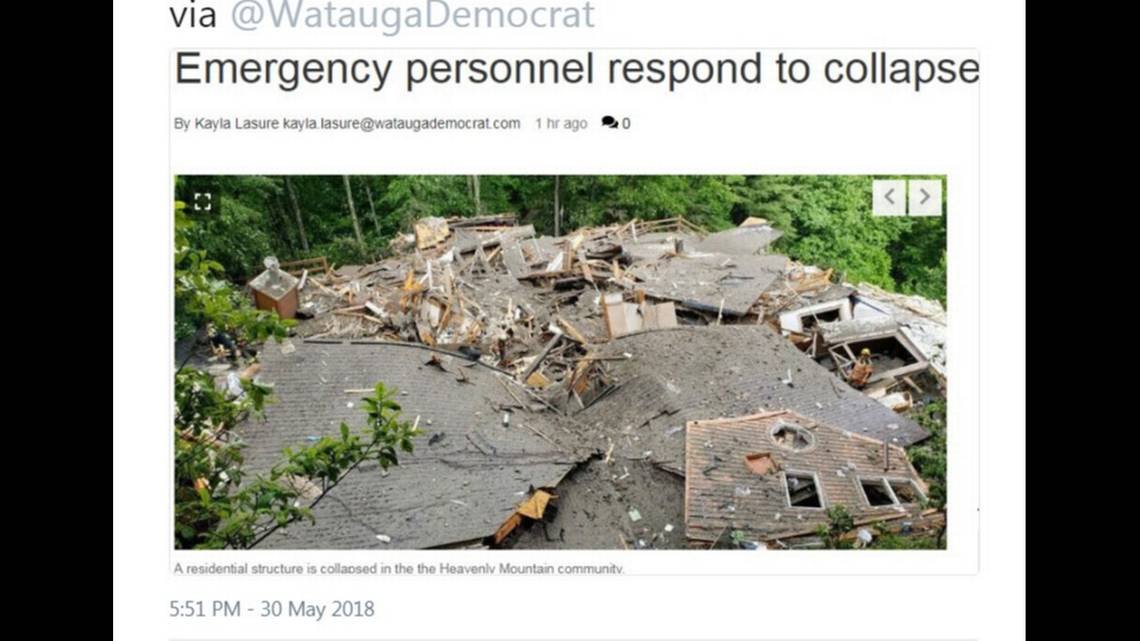 via @WataugaDemocrat
Emergency personnel respond to collapse
By Kayla Lasure kayla.lasure@wataugademocrat.com 1 hr ago 0
A residential structure is collapsed in the the Heavenly Mountain community.
5:51 PM - 30 May 2018